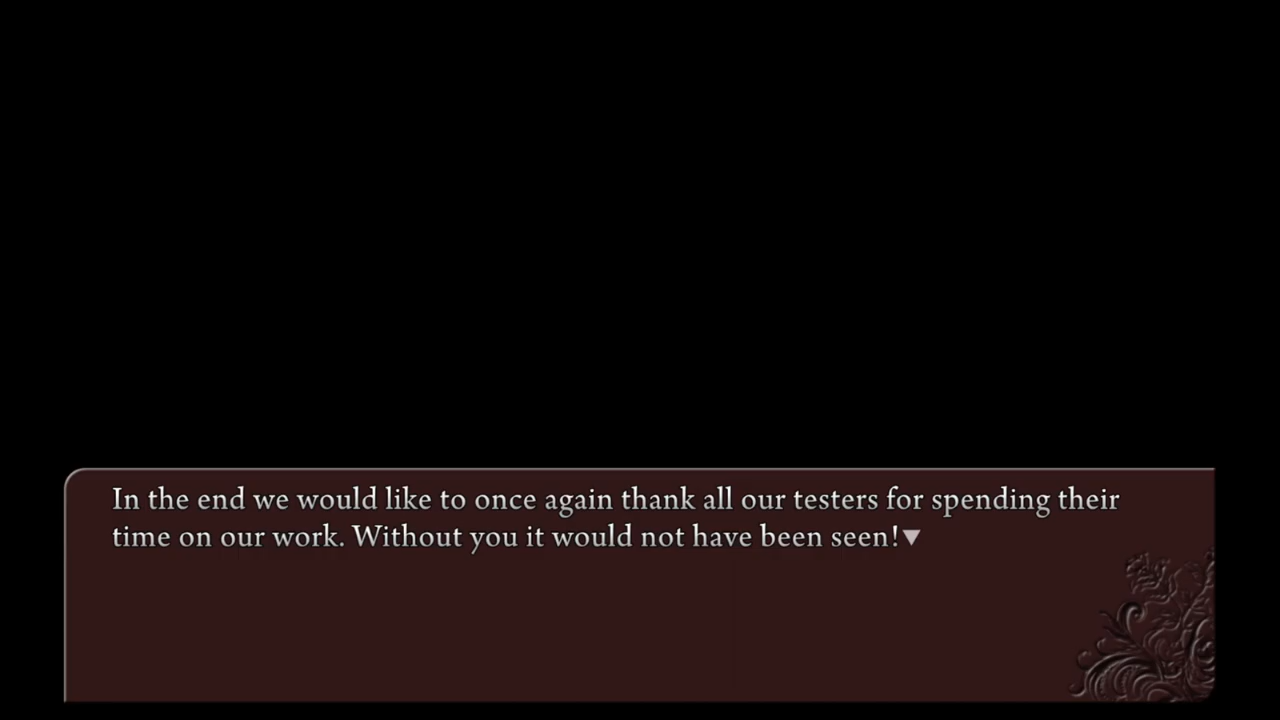 In the end we would like to once again thank all our testers for spending their
time on our work. Without you it would not have been seen!